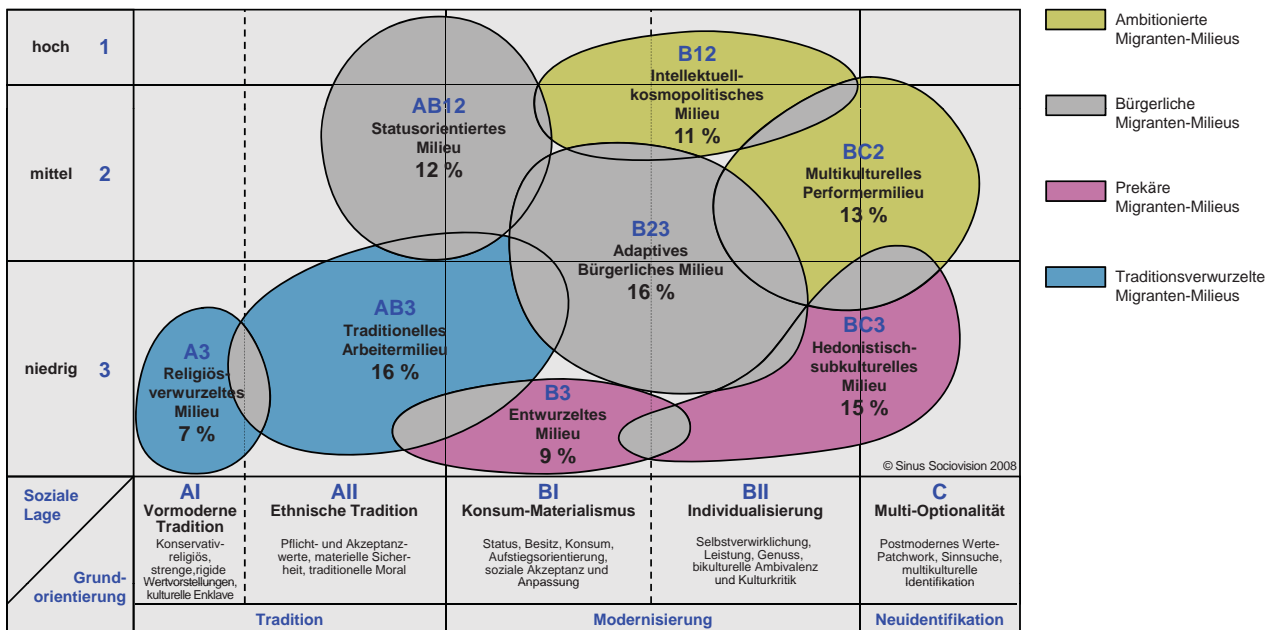 hoch 1
mittel 2
niedrig 3
B12
Intellektuell-
kosmopolitisches
Milieu
11 %
AB12
Statusorientiertes
Milieu
12 %
BC2
Multikulturelles
Performermilieu
13 %
B23
Adaptives
Bürgerliches Milieu
16 %
AB3
Traditionelles
Arbeitermilieu
16 %
A3
Religiös-
verwurzeltes
Milieu
7 %
BC3
Hedonistisch-
subkulturelles
Milieu
15 %
B3
Entwurzeltes
Milieu
9 %
© Sinus Sociovision 2008
Soziale
Lage
Grund-
orientierung
AI
Vormoderne
Tradition
Konservativ-
religiös,
strenge,rigide
Wertvorstellungen,
kulturelle Enklave
AII
Ethnische Tradition
Pflicht- und Akzeptanz-
werte, materielle Sicher-
heit, traditionelle Moral
BI
Konsum-Materialismus
Status, Besitz, Konsum,
Aufstiegsorientierung,
soziale Akzeptanz und
Anpassung
BII
Individualisierung
Selbstverwirklichung,
Leistung, Genuss,
bikulturelle Ambivalenz
und Kulturkritik
C
Multi-Optionalität
Postmodernes Werte-
Patchwork, Sinnsuche,
multikulturelle
Identifikation
Tradition
Modernisierung
Neuidentifikation
Ambitionierte
Migranten-Milieus
Bürgerliche
Migranten-Milieus
Prekäre
Migranten-Milieus
Traditionsverwurzelte
Migranten-Milieus